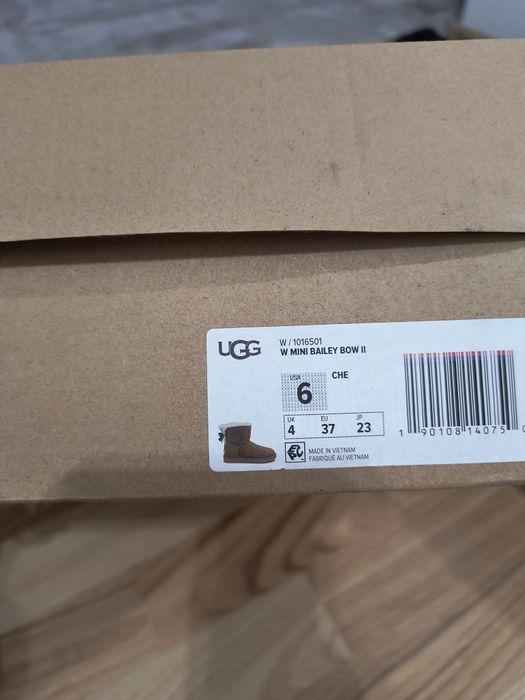 UGG
W / 1016501
W MINI BAILEY BOW II
USA
6
CHE
UK EU JP
4 37 23
MADE IN VIETNAM
FABRIQUÉ AU VIETNAM
1 90108 14075 0